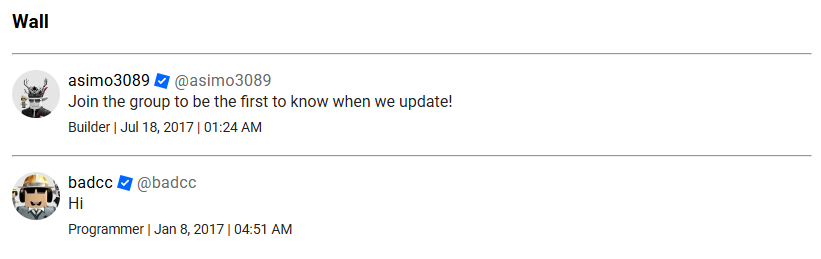 Wall
asimo3089 @asimo3089
Join the group to be the first to know when we update!
Builder | Jul 18, 2017 | 01:24 AM
badcc @badcc
Hi
Programmer | Jan 8, 2017 | 04:51 AM